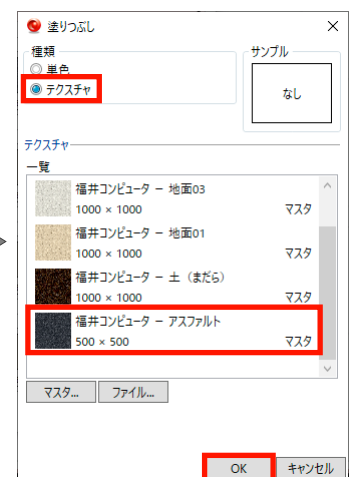 塗りつぶし
種類
単色
テクスチャ
サンプル
なし
テクスチャ
一覧
福井コンピュータ － 地面03
1000 × 1000 マスタ
福井コンピュータ － 地面01
1000 × 1000 マスタ
福井コンピュータ － 土（まだら）
1000 × 1000 マスタ
福井コンピュータ － アスファルト
500 × 500 マスタ
マスタ... ファイル...
OK キャンセル